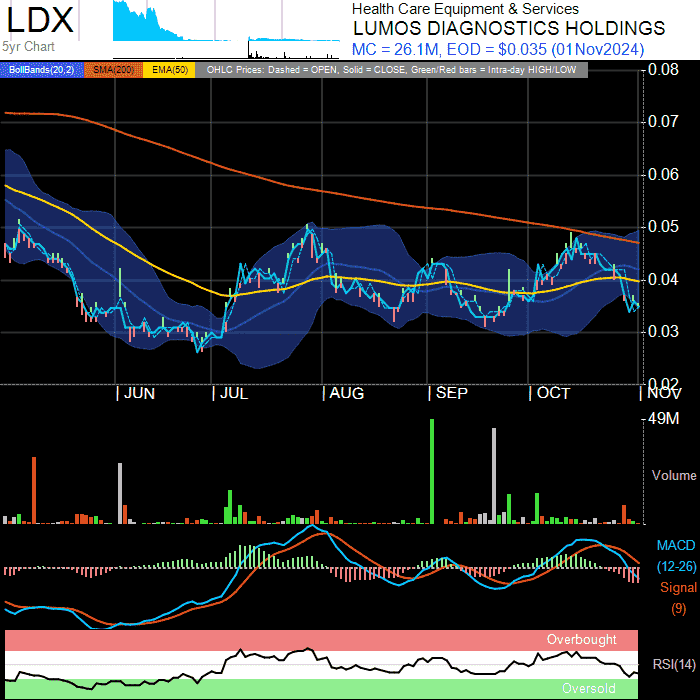 LDX
5yr Chart
Health Care Equipment & Services
LUMOS DIAGNOSTICS HOLDINGS
MC = 26.1M, EOD = $0.035 (01Nov2024)
BollBands(20,2) SMA(200) EMA(50) OHLC Prices: Dashed = OPEN, Solid = CLOSE, Green/Red bars = Intra-day HIGH/LOW
0.08
0.07
0.06
0.05
0.04
0.03
0.02
JUN JUL AUG SEP OCT NOV
49M
Volume
MACD
(12-26)
Signal
(9)
Overbought
RSI(14)
Oversold